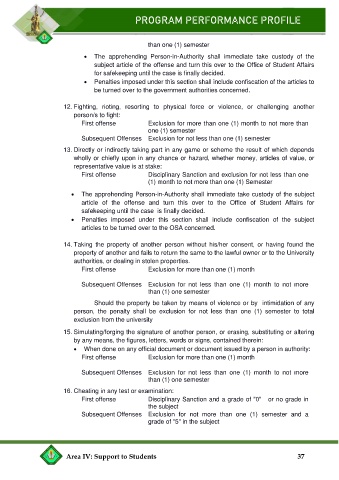 PROGRAM PERFORMANCE PROFILE
than one (1) semester
• The apprehending Person-in-Authority shall immediate take custody of the
subject article of the offense and turn this over to the Office of Student Affairs
for safekeeping until the case is finally decided.
• Penalties imposed under this section shall include confiscation of the articles to
be turned over to the government authorities concerned.
12. Fighting, rioting, resorting to physical force or violence, or challenging another
person/s to fight:
First offense Exclusion for more than one (1) month to not more than
one (1) semester
Subsequent Offenses Exclusion for not less than one (1) semester
13. Directly or indirectly taking part in any game or scheme the result of which depends
wholly or chiefly upon in any chance or hazard, whether money, articles of value, or
representative value is at stake:
First offense Disciplinary Sanction and exclusion for not less than one
(1) month to not more than one (1) Semester
• The apprehending Person-in-Authority shall immediate take custody of the subject
article of the offense and turn this over to the Office of Student Affairs for
safekeeping until the case is finally decided.
• Penalties imposed under this section shall include confiscation of the subject
articles to be turned over to the OSA concerned.
14. Taking the property of another person without his/her consent, or having found the
property of another and fails to return the same to the lawful owner or to the University
authorities, or dealing in stolen properties.
First offense Exclusion for more than one (1) month
Subsequent Offenses Exclusion for not less than one (1) month to not more
than (1) one semester
Should the property be taken by means of violence or by intimidation of any
person, the penalty shall be exclusion for not less than one (1) semester to total
exclusion from the university
15. Simulating/forging the signature of another person, or erasing, substituting or altering
by any means, the figures, letters, words or signs, contained therein:
• When done on any official document or document issued by a person in authority:
First offense Exclusion for more than one (1) month
Subsequent Offenses Exclusion for not less than one (1) month to not more
than (1) one semester
16. Cheating in any test or examination:
First offense Disciplinary Sanction and a grade of "0" or no grade in
the subject
Subsequent Offenses Exclusion for not more than one (1) semester and a
grade of "5" in the subject
Area IV: Support to Students 37